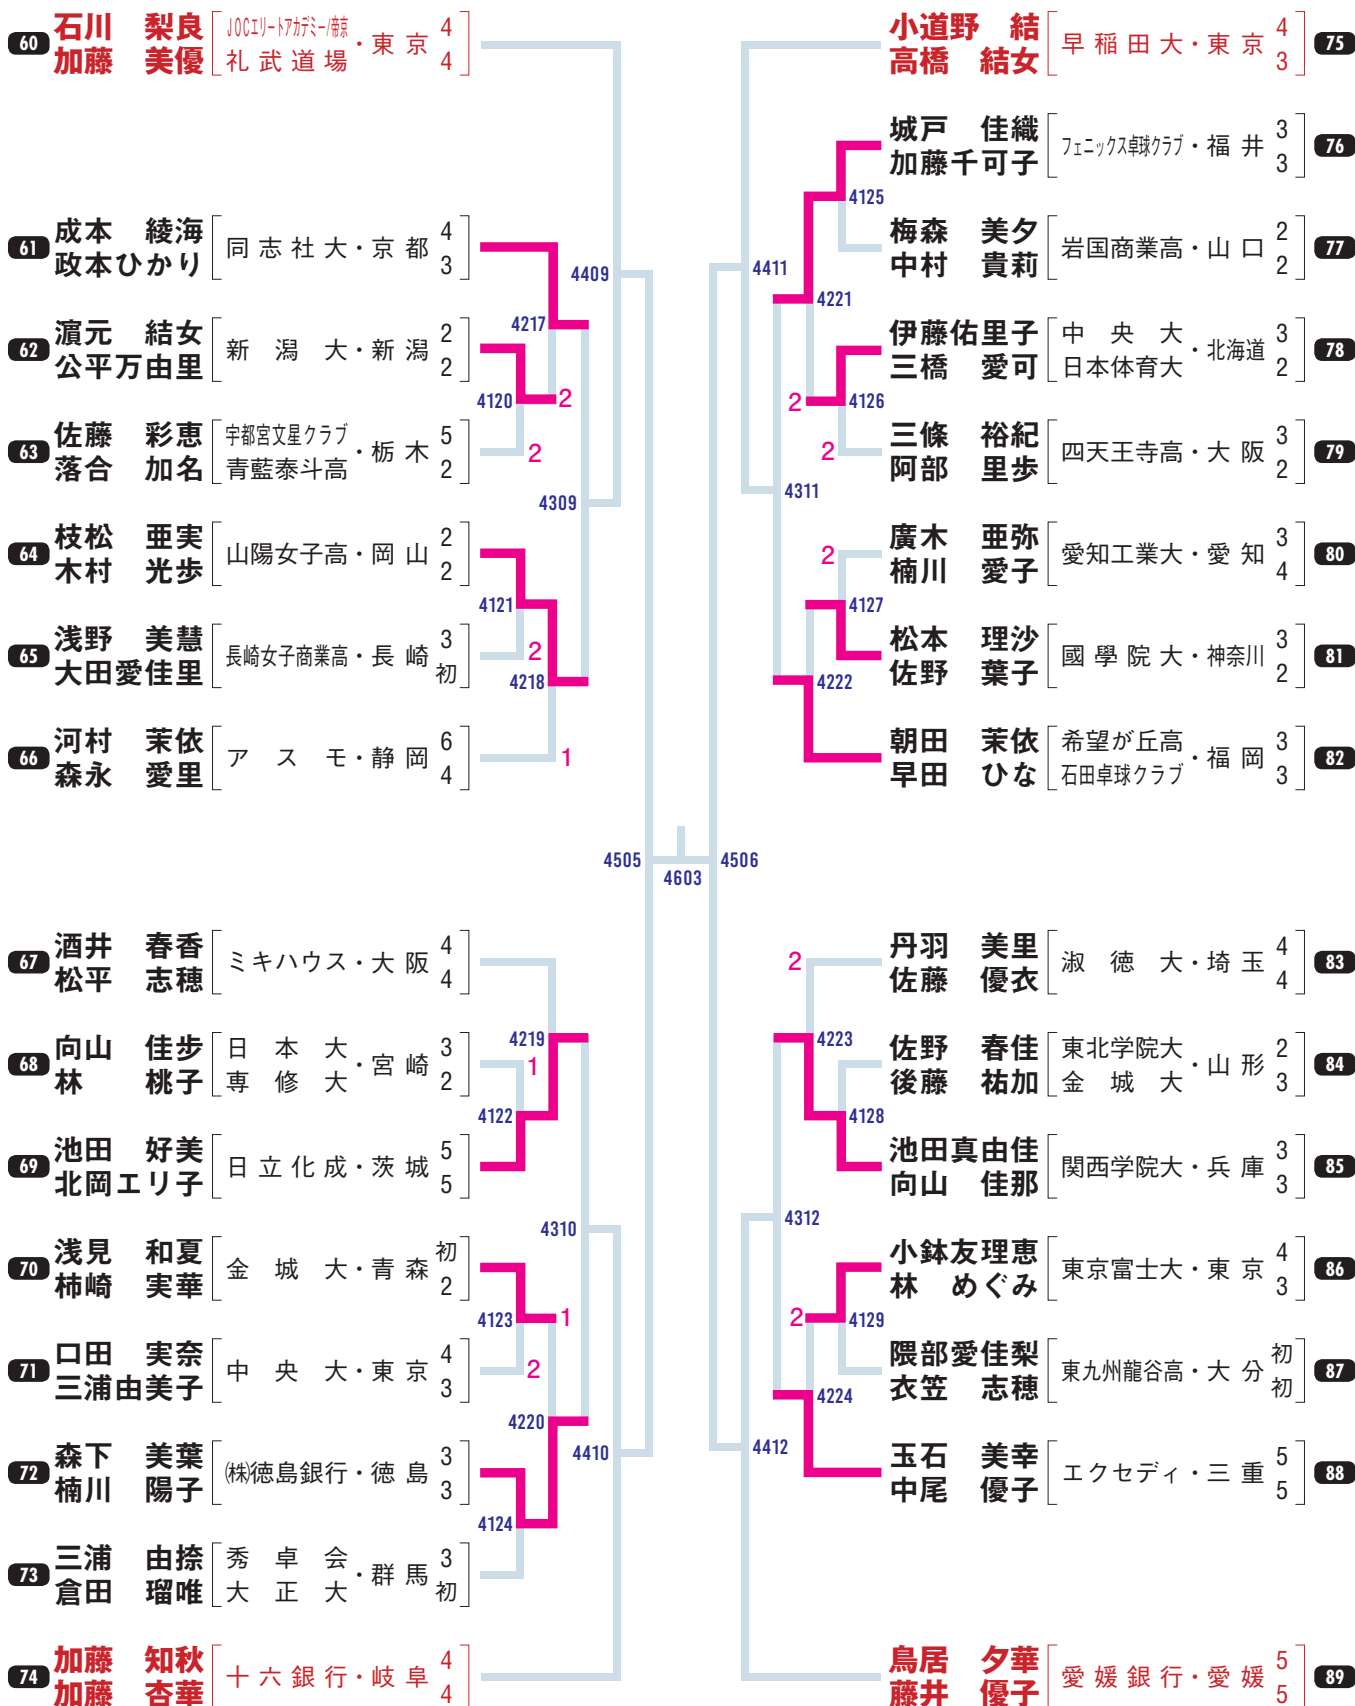 60 石川 梨良 JOCエリートアカデミー/帝京・東京 4
加藤 美優 礼武道場 4
61 成本 綾海 同志社大・京都 4
政本ひかり 3
62 濵元 結女 新潟大・新潟 2
公平万由里 2
63 佐藤 彩恵 宇都宮文星クラブ・栃木 5
落合 加名 青藍泰斗高 2
64 枝松 亜実 山陽女子高・岡山 2
木村 光歩 2
65 浅野 美慧 長崎女子商業高・長崎 3
大田愛佳里 初
66 河村 茉依 アスモ・静岡 6
森永 愛里 4
67 酒井 春香 ミキハウス・大阪 4
松平 志穂 4
68 向山 佳歩 日本大・宮崎 3
林 桃子 専修大 2
69 池田 好美 日立化成・茨城 5
北岡エリ子 5
70 浅見 和夏 金城大・青森 初
柿崎 実華 2
71 口田 実奈 中央大・東京 4
三浦由美子 3
72 森下 美葉 ㈱徳島銀行・徳島 3
楠川 陽子 3
73 三浦 由捺 秀卓会・群馬 3
倉田 瑠唯 大正大 初
74 加藤 知秋 十六銀行・岐阜 4
加藤 杏華 4
4409
4217
4120
2
2
4309
4121
2
4218
1
4505
4603
4219
1
4122
4310
4123
1
2
4220
4410
4124
小道野 結 早稲田大・東京 4 75
高橋 結女 3
城戸 佳織 フェニックス卓球クラブ・福井 3 76
加藤千可子 3
梅森 美夕 岩国商業高・山口 2 77
中村 貴莉 2
伊藤佑里子 中央大・北海道 3 78
三橋 愛可 日本体育大 2
三條 裕紀 四天王寺高・大阪 3 79
阿部 里歩 2
廣木 亜弥 愛知工業大・愛知 3 80
楠川 愛子 4
松本 理沙 國學院大・神奈川 3 81
佐野 葉子 2
朝田 茉依 希望が丘高・福岡 3 82
早田 ひな 石田卓球クラブ 3
丹羽 美里 淑徳大・埼玉 4 83
佐藤 優衣 4
佐野 春佳 東北学院大・山形 2 84
後藤 祐加 金城大 3
池田真由佳 関西学院大・兵庫 3 85
向山 佳那 3
小鉢友理恵 東京富士大・東京 4 86
林 めぐみ 3
隈部愛佳梨 東九州龍谷高・大分 初 87
衣笠 志穂 初
玉石 美幸 エクセディ・三重 5 88
中尾 優子 5
鳥居 夕華 愛媛銀行・愛媛 5 89
藤井 優子 5
4125
4411
4221
2
4126
2
4311
2
4127
4222
4506
2
4223
4128
4312
2
4129
4224
4412